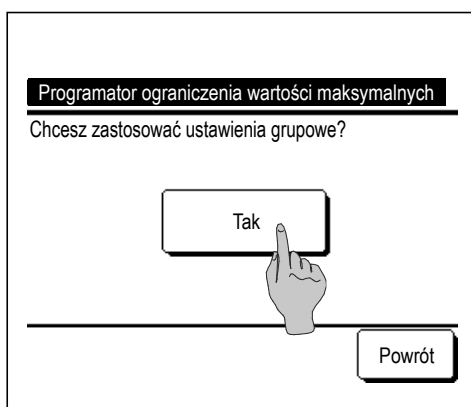 Programator ograniczenia wartości maksymalnych
Chcesz zastosować ustawienia grupowe?
Tak
Powrót